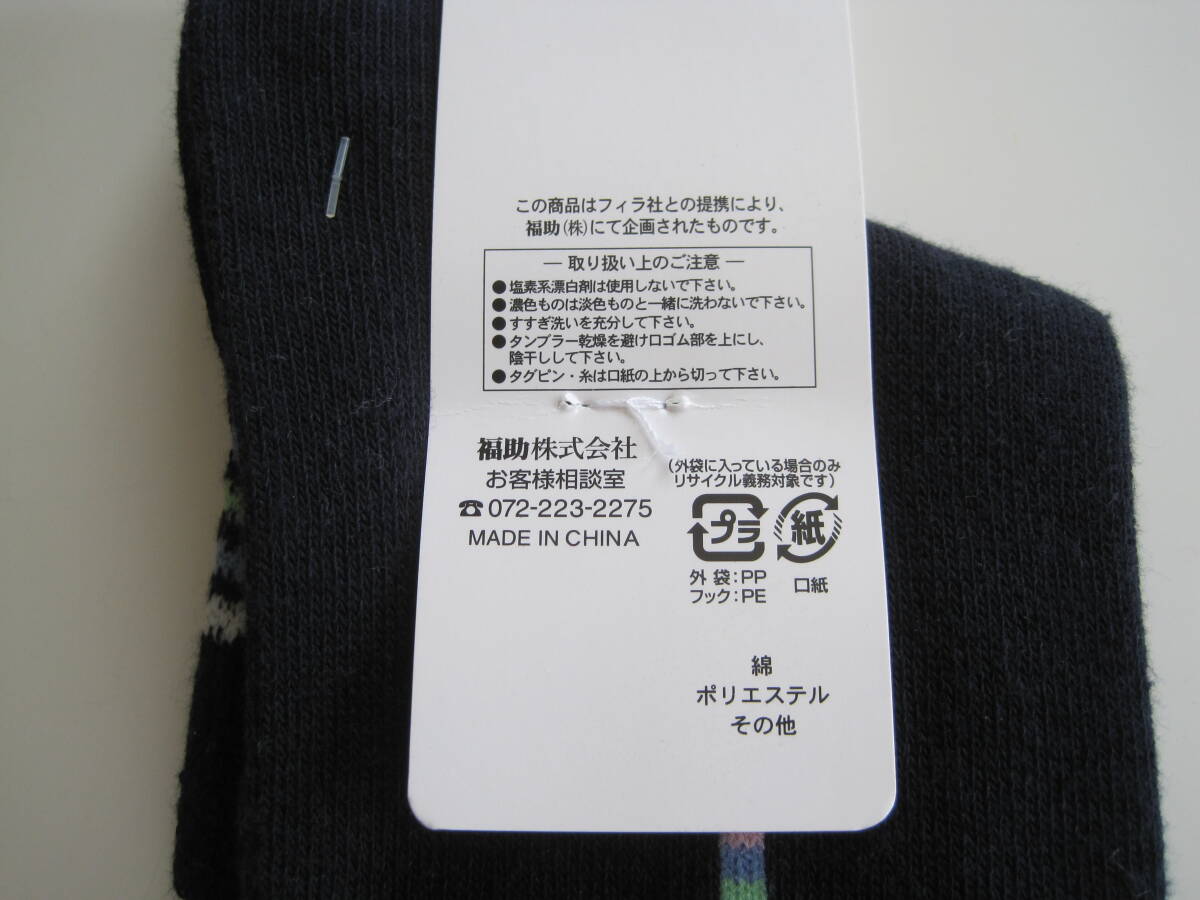 この商品はフィラ社との提携により、
福助(株)にて企画されたものです。
― 取り扱い上のご注意 ―
●塩素系漂白剤は使用しないで下さい。
●濃色ものは淡色ものと一緒に洗わないで下さい。
●すすぎ洗いを充分して下さい。
●タンブラー乾燥を避け口ゴム部を上にし、
陰干しして下さい。
●タグピン・糸は口紙の上から切って下さい。
福助株式会社
お客様相談室
☎072-223-2275
MADE IN CHINA
(外袋に入っている場合のみ
リサイクル義務対象です)
プラ 紙
外袋:PP
フック:PE
口紙
綿
ポリエステル
その他